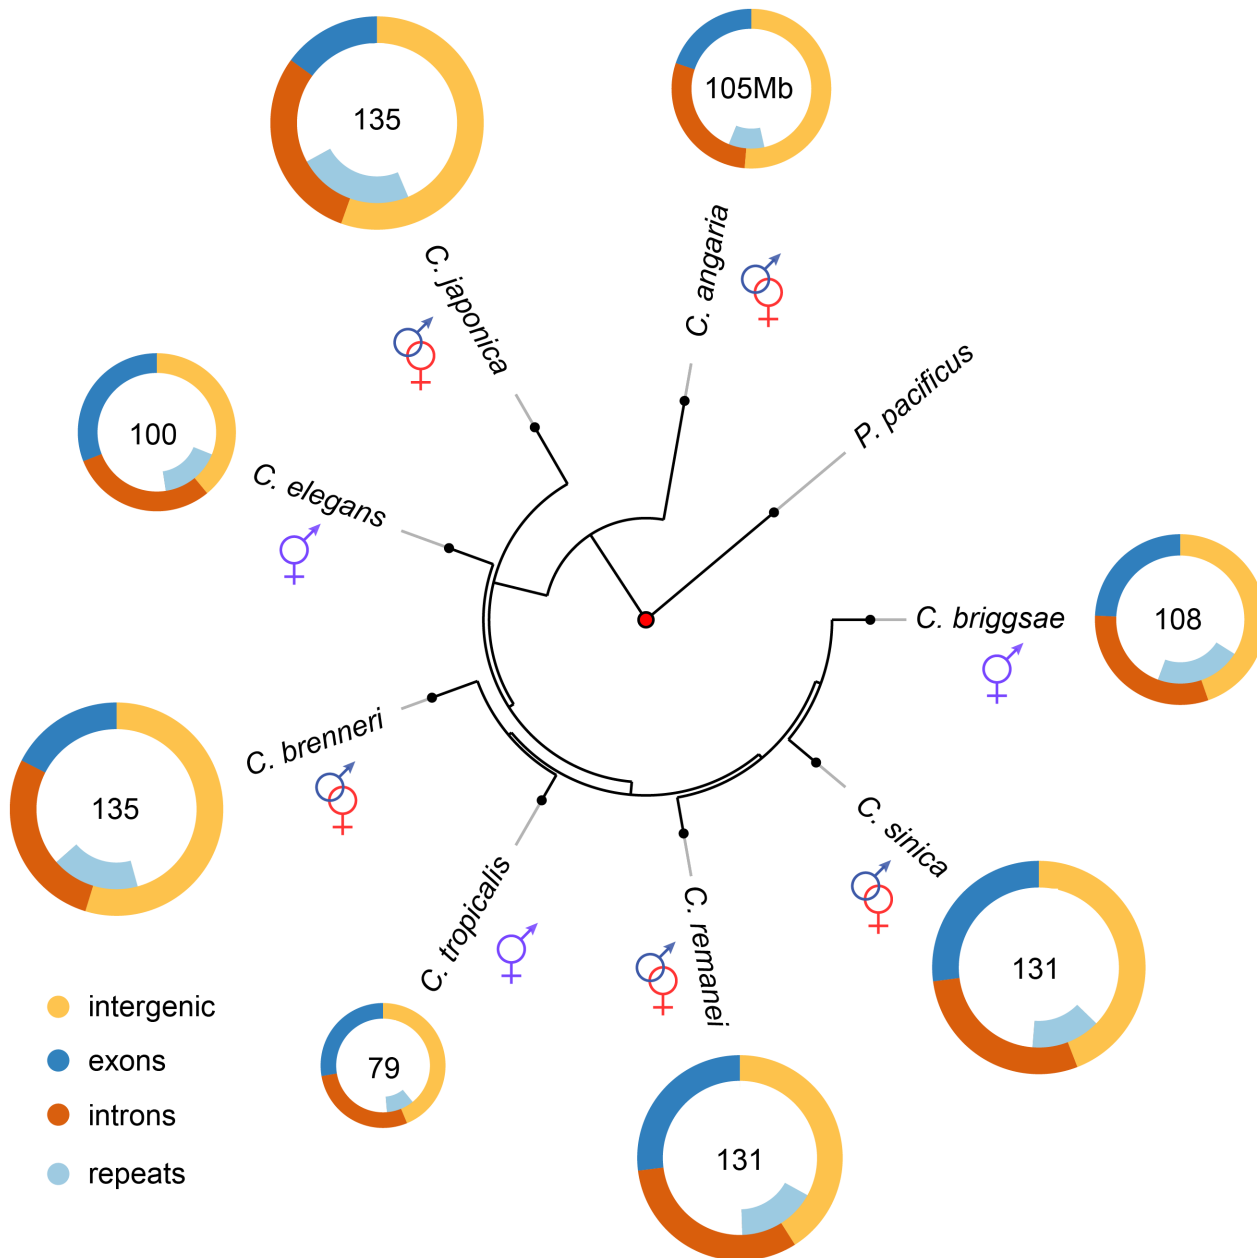 135
105Mb
C. japonica
C. angaria
P. pacificus
100
C. elegans
C. briggsae
108
C. brenneri
135
C. tropicalis
C. remanei
C. sinica
131
79
131
intergenic
exons
introns
repeats